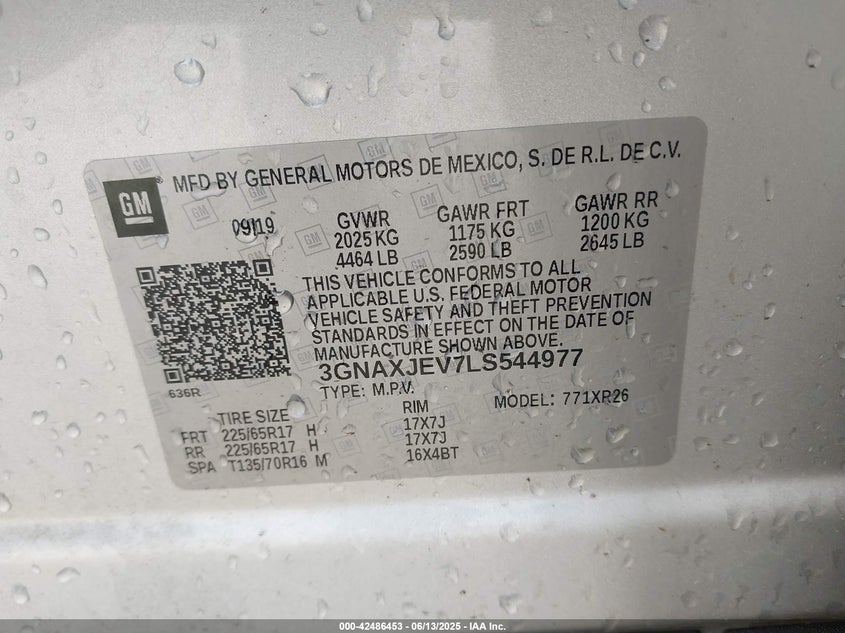 GM
MFD BY GENERAL MOTORS DE MEXICO, S. DE R.L. DE C.V.
09/19 GVWR GAWR FRT GAWR RR
2025 KG 1175 KG 1200 KG
4464 LB 2590 LB 2645 LB
THIS VEHICLE CONFORMS TO ALL
APPLICABLE U.S. FEDERAL MOTOR
VEHICLE SAFETY AND THEFT PREVENTION
STANDARDS IN EFFECT ON THE DATE OF
MANUFACTURE SHOWN ABOVE.
3GNAXJEV7LS544977
636R
TYPE: M.P.V. MODEL: 771XR26
TIRE SIZE RIM
FRT 225/65R17 H 17X7J
RR 225/65R17 H 17X7J
SPA T135/70R16 M 16X4BT
000-42486453 - 06/13/2025 - IAA Inc.